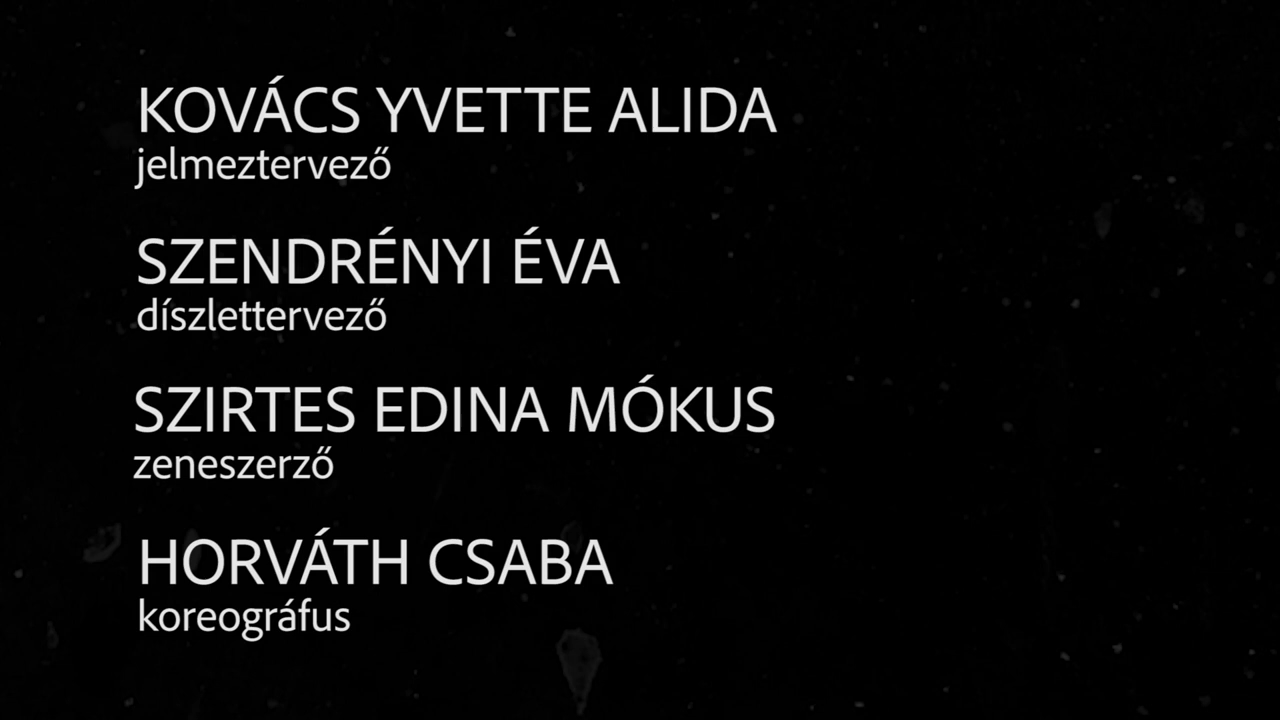 KOVÁCS YVETTE ALIDA
jelmeztervező
SZENDRÉNYI ÉVA
díszlettervező
SZIRTES EDINA MÓKUS
zeneszerző
HORVÁTH CSABA
koreográfus